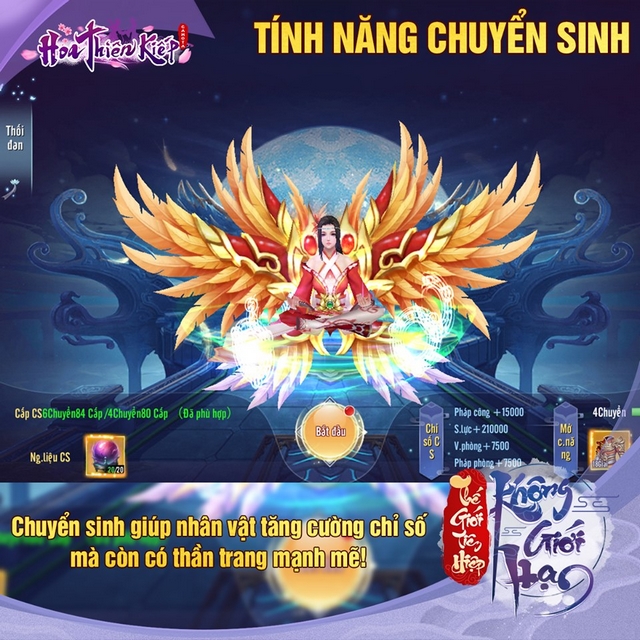 Hoa Thiên Kiếp
GAMOTA
TÍNH NĂNG CHUYỂN SINH
Thối
đan
Cấp CS6Chuyển84 Cấp /4Chuyển80 Cấp (Đã phù hợp)
Ng.liệu CS
20/20
Bắt đầu
Chỉ
số C
S
Pháp công +15000
S.lực+210000
V.phòng+7500
Pháp phòng+7500
Mở
c.nă
ng
4Chuyển
Chuyển sinh giúp nhân vật tăng cường chỉ số
mà còn có thần trang mạnh mẽ!
Thế
Giới
Tiên
Hiệp
Không
Giới
Hạn